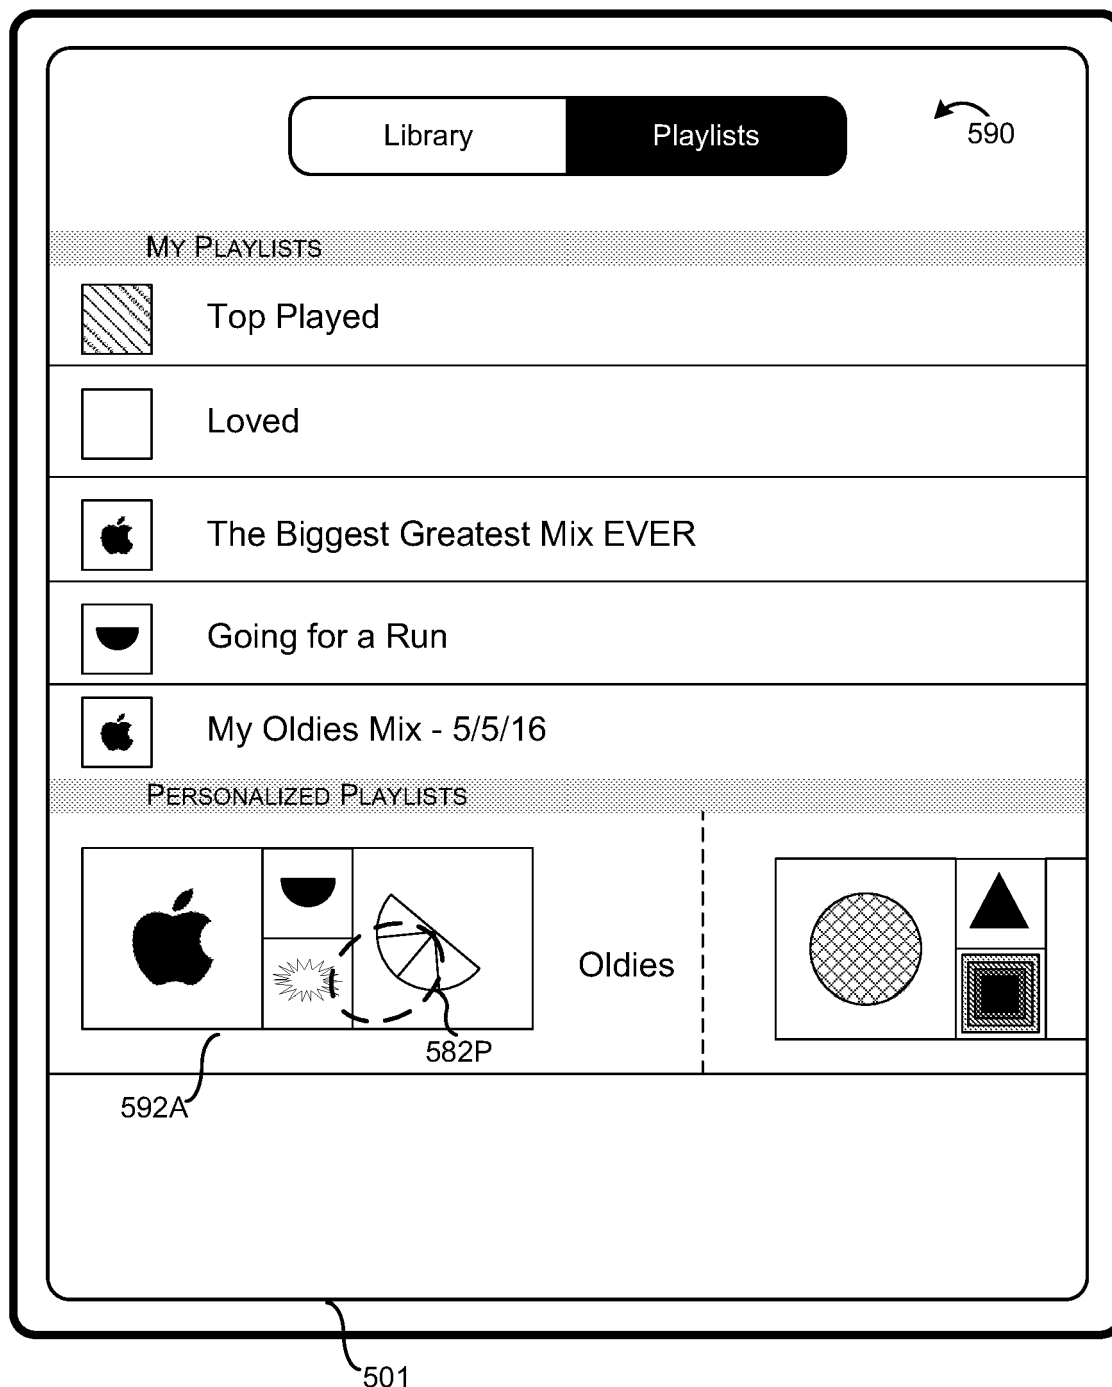 Library Playlists 590
MY PLAYLISTS
Top Played
Loved
The Biggest Greatest Mix EVER
Going for a Run
My Oldies Mix - 5/5/16
PERSONALIZED PLAYLISTS
Oldies
582P
592A
501